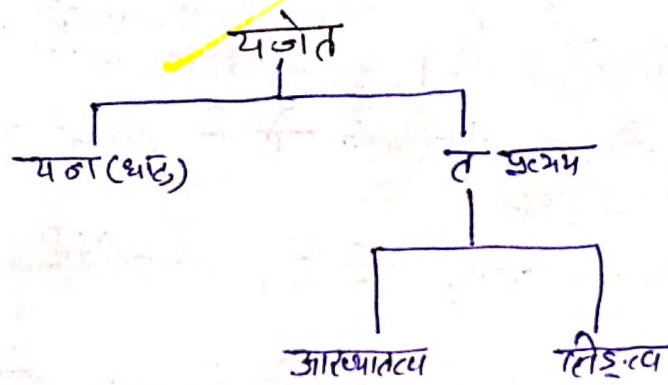 यजेत
यज (धातु) त प्रत्यय
आख्यातत्व लिङ्त्व